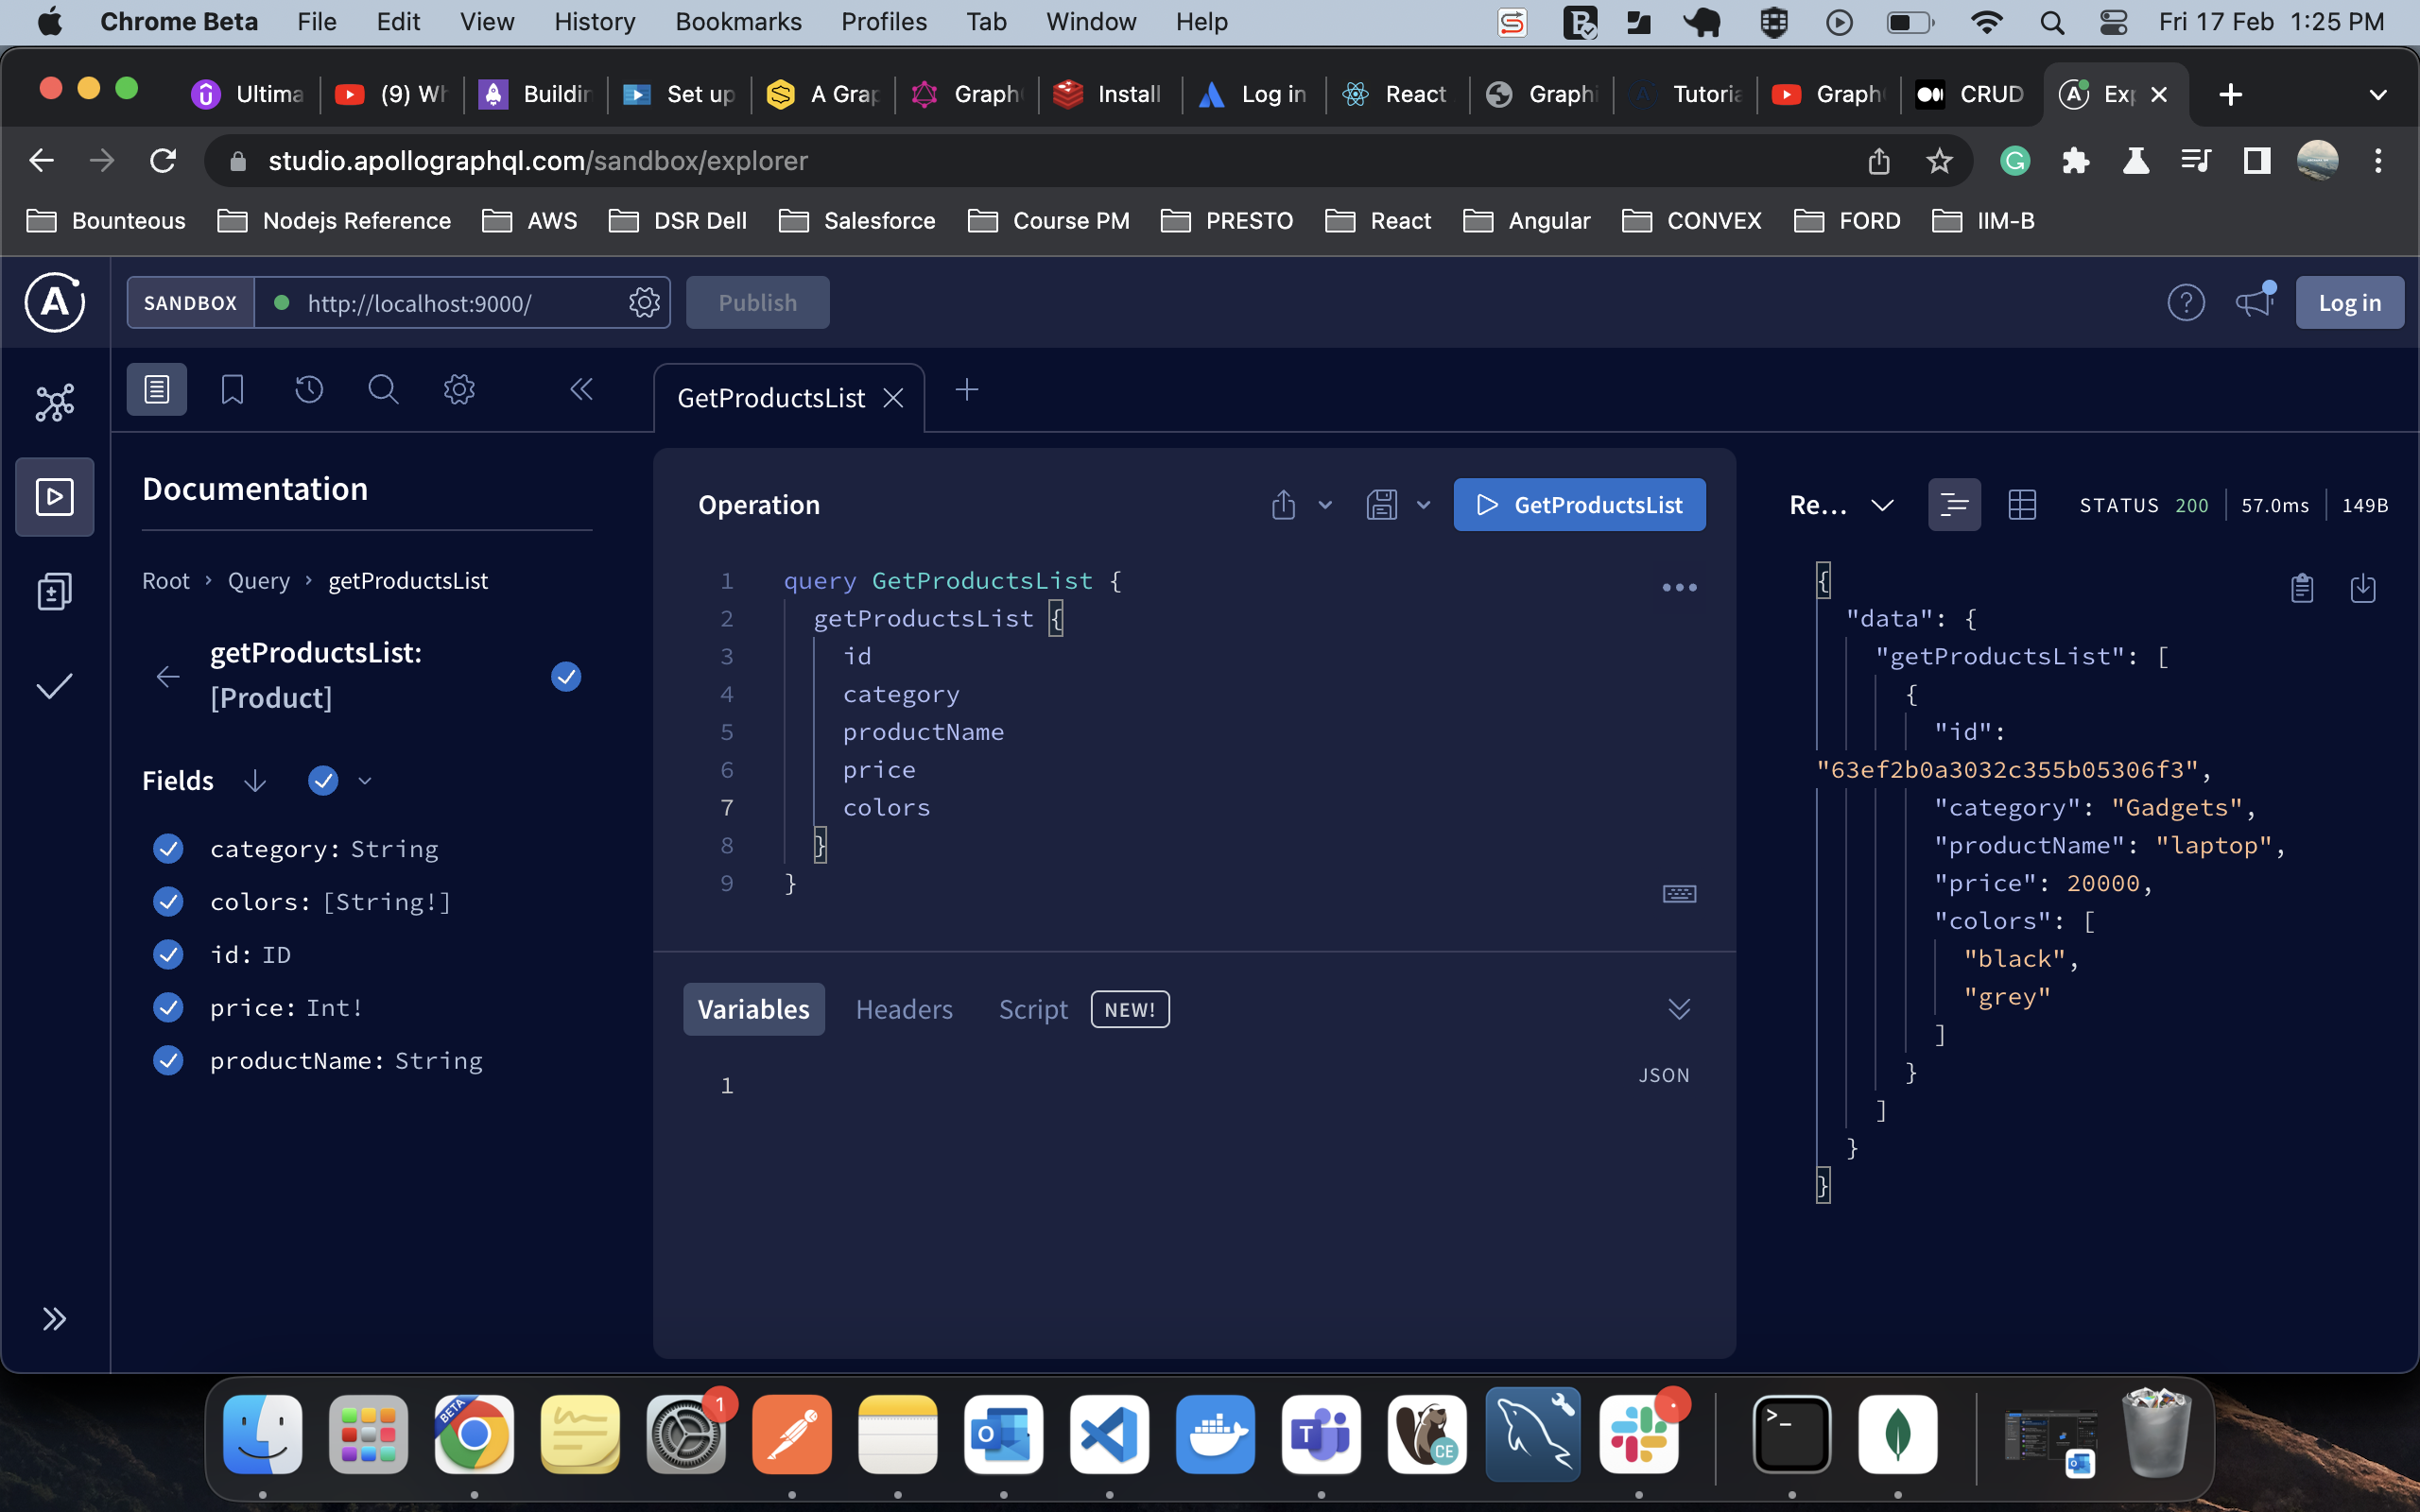 Chrome Beta File Edit View History Bookmarks Profiles Tab Window Help Fri 17 Feb 1:25 PM
Ultima (9) Wh Buildin Set up A Grap Graph Install Log in React Graphi Tutoria Graph CRUD Exp
studio.apollographql.com/sandbox/explorer
Bounteous Nodejs Reference AWS DSR Dell Salesforce Course PM PRESTO React Angular CONVEX FORD IIM-B
SANDBOX http://localhost:9000/ Publish Log in
GetProductsList
Documentation
Root › Query › getProductsList
getProductsList:
[Product]
Fields
category: String
colors: [String!]
id: ID
price: Int!
productName: String
Operation
GetProductsList
1 query GetProductsList {
2 getProductsList {
3 id
4 category
5 productName
6 price
7 colors
8 }
9 }
Variables Headers Script NEW!
JSON
1
Re... STATUS 200 57.0ms 149B
{
"data": {
"getProductsList": [
{
"id":
"63ef2b0a3032c355b05306f3",
"category": "Gadgets",
"productName": "laptop",
"price": 20000,
"colors": [
"black",
"grey"
]
}
]
}
}
BETA
1
CE